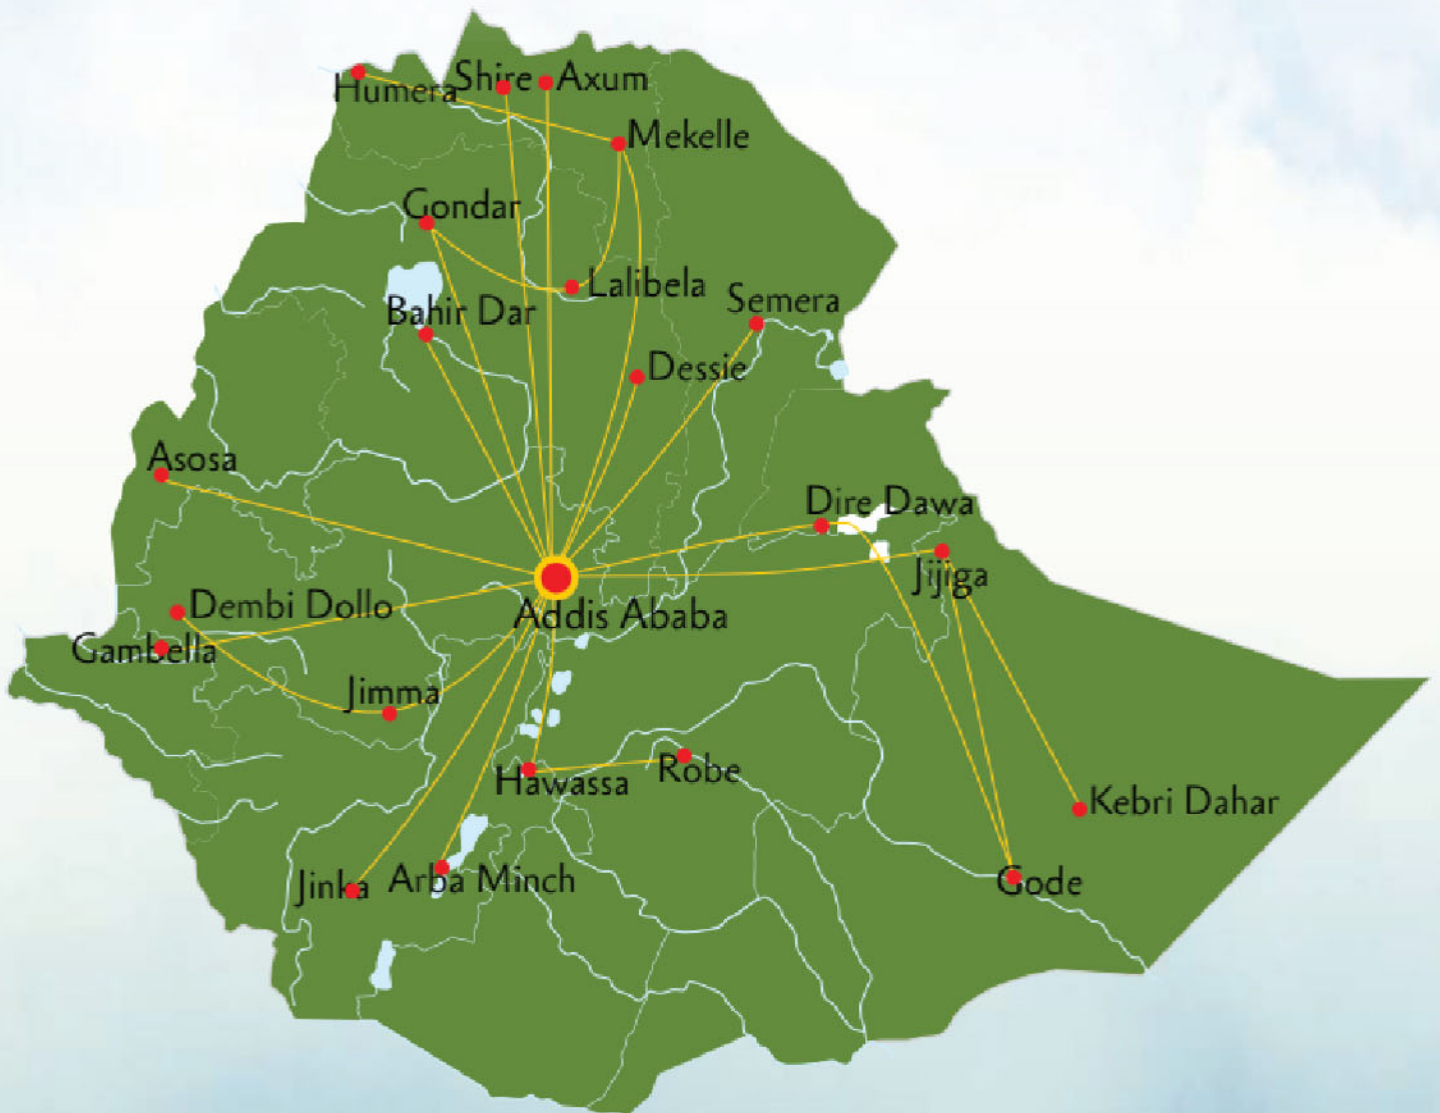 Shire
Axum
Humera
Mekelle
Gondar
Lalibela
Semera
Bahir Dar
Dessie
Asosa
Dire Dawa
Jijiga
Dembi Dollo
Addis Ababa
Gambella
Jimma
Robe
Hawassa
Kebri Dahar
Jinka
Arba Minch
Gode